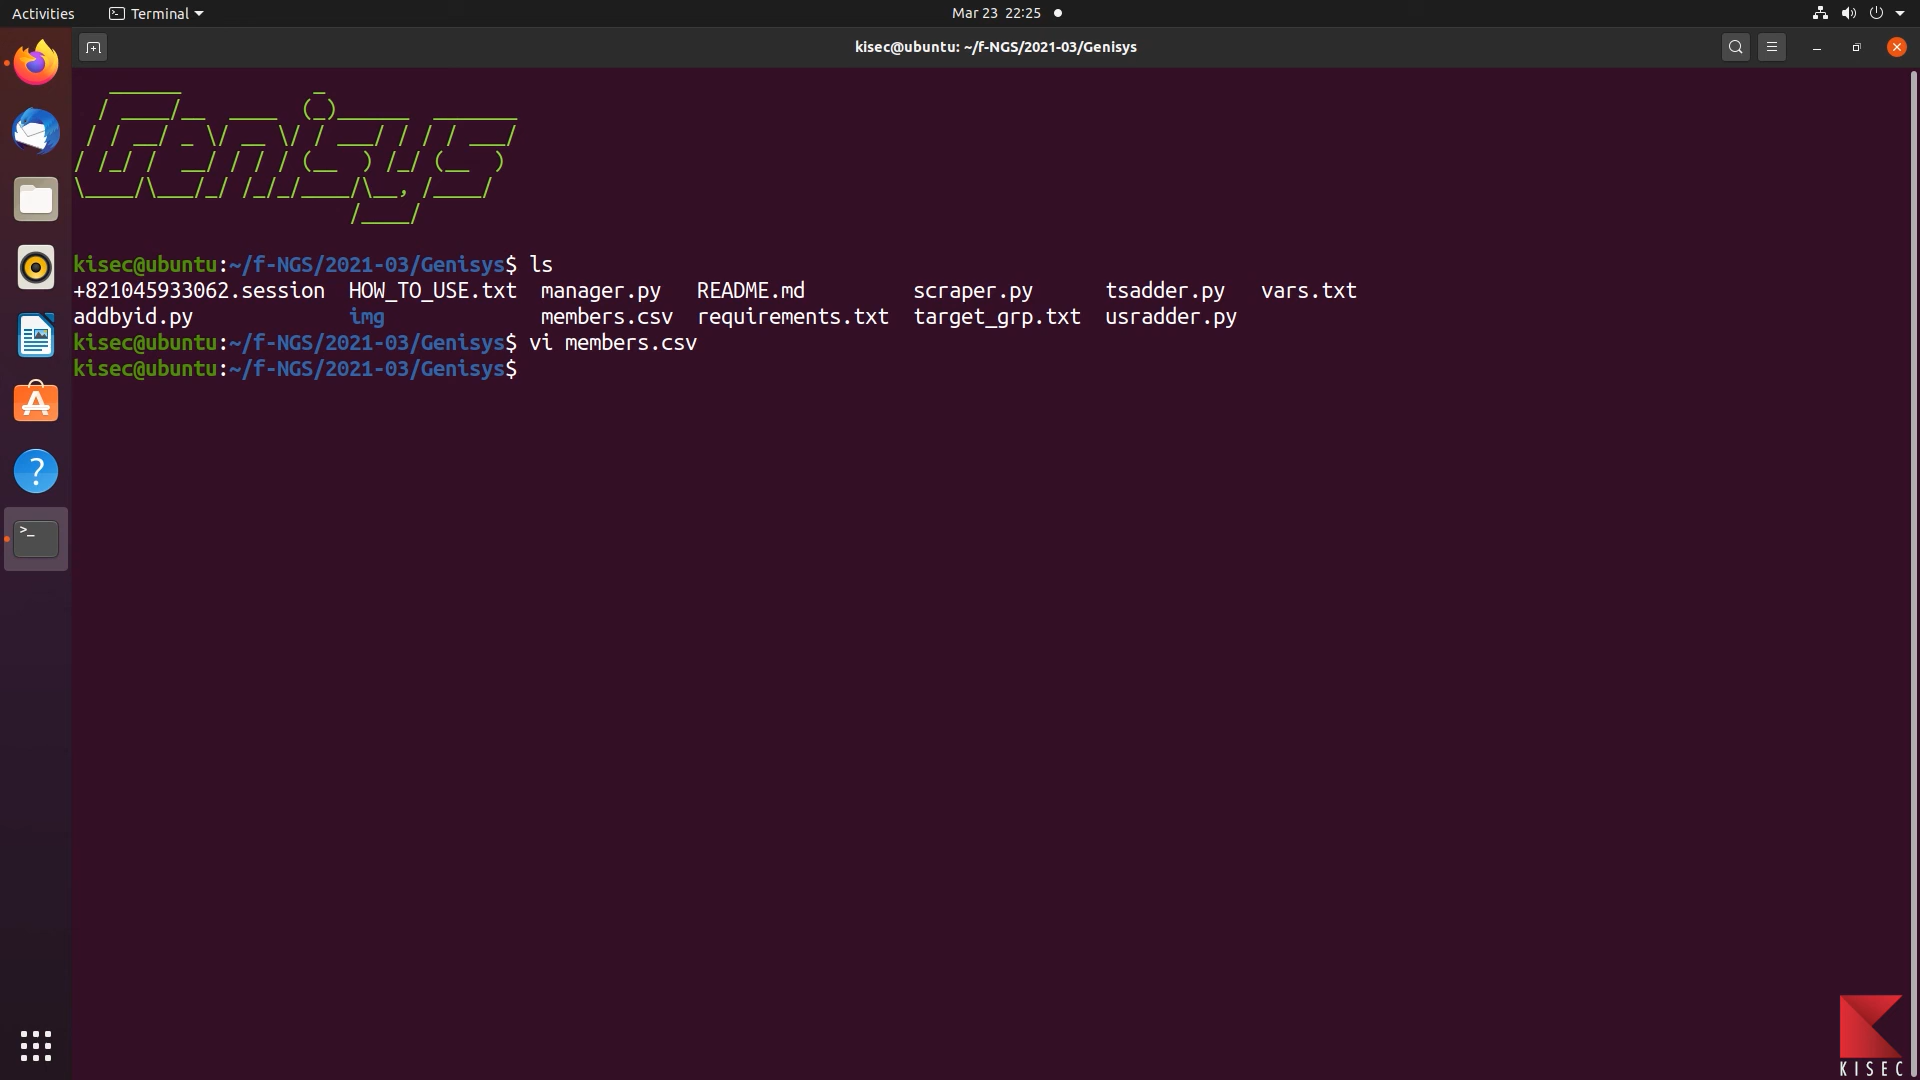 Activities Terminal Mar 23 22:25
kisec@ubuntu: ~/f-NGS/2021-03/Genisys
Genisys
kisec@ubuntu:~/f-NGS/2021-03/Genisys$ ls
+821045933062.session HOW_TO_USE.txt manager.py README.md scraper.py tsadder.py vars.txt
addbyid.py img members.csv requirements.txt target_grp.txt usradder.py
kisec@ubuntu:~/f-NGS/2021-03/Genisys$ vi members.csv
kisec@ubuntu:~/f-NGS/2021-03/Genisys$
KISEC